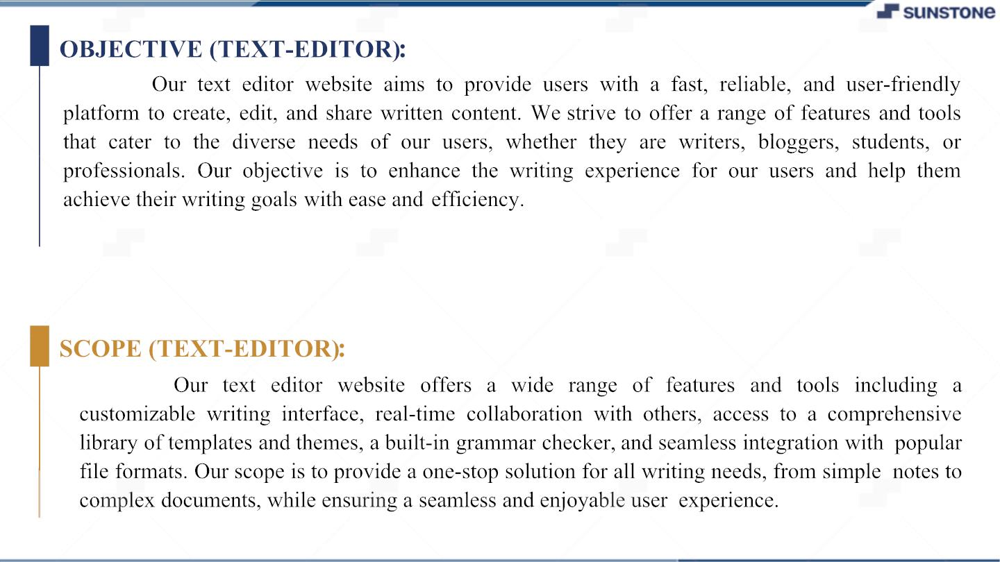 SUNSTONE
OBJECTIVE (TEXT-EDITOR):
Our text editor website aims to provide users with a fast, reliable, and user-friendly
platform to create, edit, and share written content. We strive to offer a range of features and tools
that cater to the diverse needs of our users, whether they are writers, bloggers, students, or
professionals. Our objective is to enhance the writing experience for our users and help them
achieve their writing goals with ease and efficiency.
SCOPE (TEXT-EDITOR):
Our text editor website offers a wide range of features and tools including a
customizable writing interface, real-time collaboration with others, access to a comprehensive
library of templates and themes, a built-in grammar checker, and seamless integration with popular
file formats. Our scope is to provide a one-stop solution for all writing needs, from simple notes to
complex documents, while ensuring a seamless and enjoyable user experience.